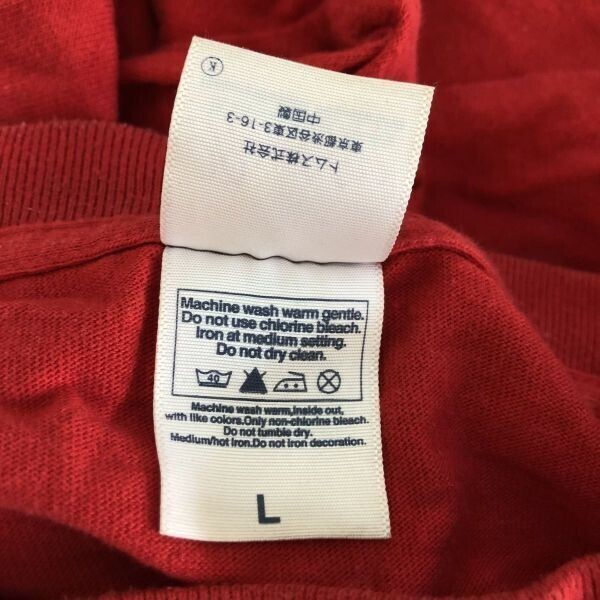 トムス株式会社
東京都渋谷区東3-16-3
中国製
K
Machine wash warm gentle.
Do not use chlorine bleach.
Iron at medium setting.
Do not dry clean.
40
Machine wash warm,inside out,
with like colors.Only non-chlorine bleach.
Do not tumble dry.
Medium/hot iron.Do not iron decoration.
L